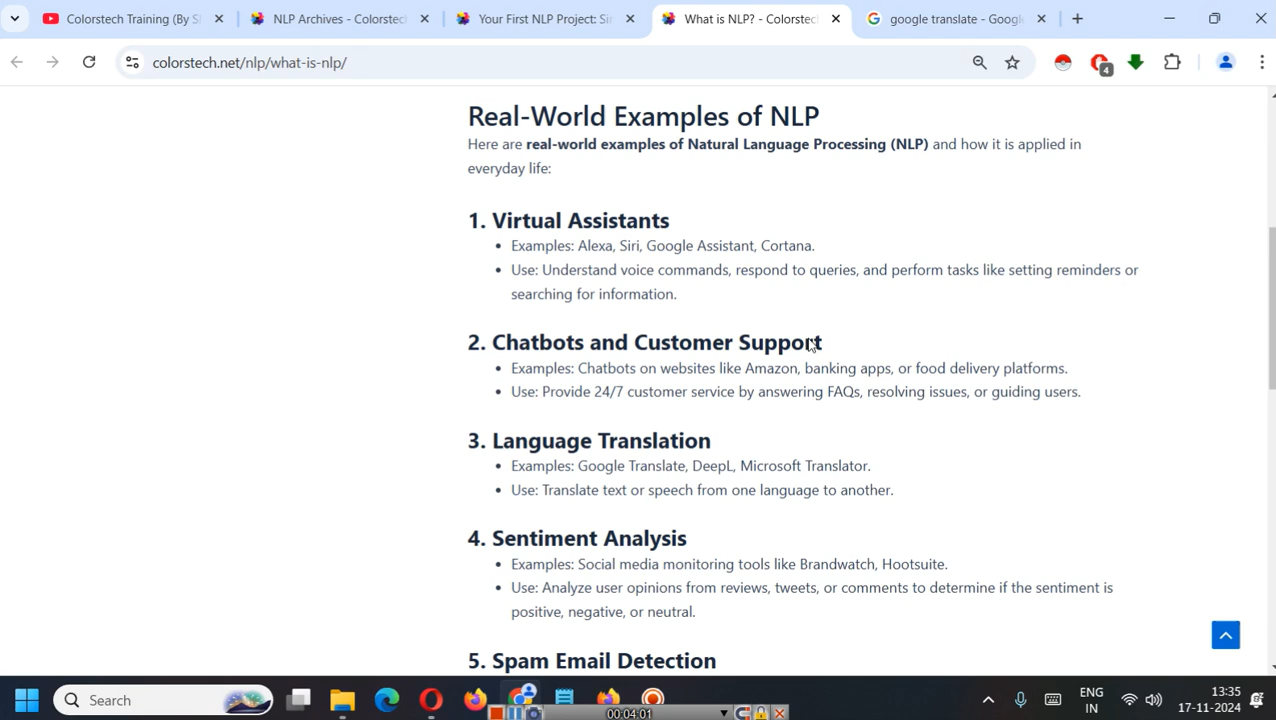 Colorstech Training (By S
NLP Archives - Colorstec
Your First NLP Project: Si
What is NLP? - Colorstec
google translate - Google
colorstech.net/nlp/what-is-nlp/
4
Real-World Examples of NLP
Here are real-world examples of Natural Language Processing (NLP) and how it is applied in
everyday life:
1. Virtual Assistants
• Examples: Alexa, Siri, Google Assistant, Cortana.
• Use: Understand voice commands, respond to queries, and perform tasks like setting reminders or
searching for information.
2. Chatbots and Customer Support
• Examples: Chatbots on websites like Amazon, banking apps, or food delivery platforms.
• Use: Provide 24/7 customer service by answering FAQs, resolving issues, or guiding users.
3. Language Translation
• Examples: Google Translate, DeepL, Microsoft Translator.
• Use: Translate text or speech from one language to another.
4. Sentiment Analysis
• Examples: Social media monitoring tools like Brandwatch, Hootsuite.
• Use: Analyze user opinions from reviews, tweets, or comments to determine if the sentiment is
positive, negative, or neutral.
5. Spam Email Detection
Search
ENG
IN
13:35
17-11-2024
00:04:01